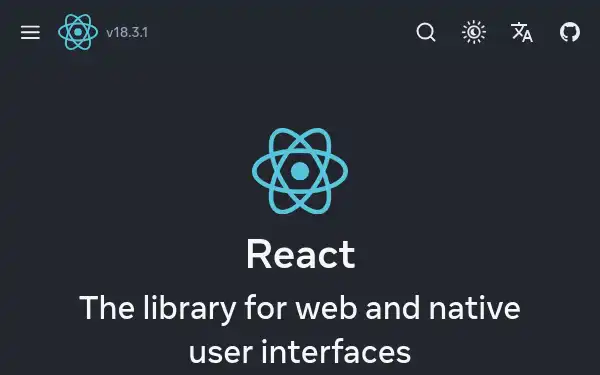 v18.3.1
React
The library for web and native
user interfaces